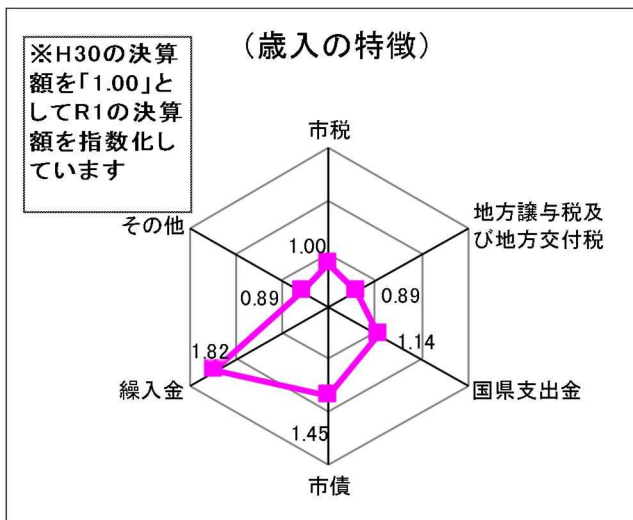 (歳入の特徴)
※H30の決算
額を「1.00」と
してR1の決算
額を指数化し
ています
市税
地方譲与税及
び地方交付税
国県支出金
市債
繰入金
その他
1.00
0.89
1.14
1.45
1.82
0.89